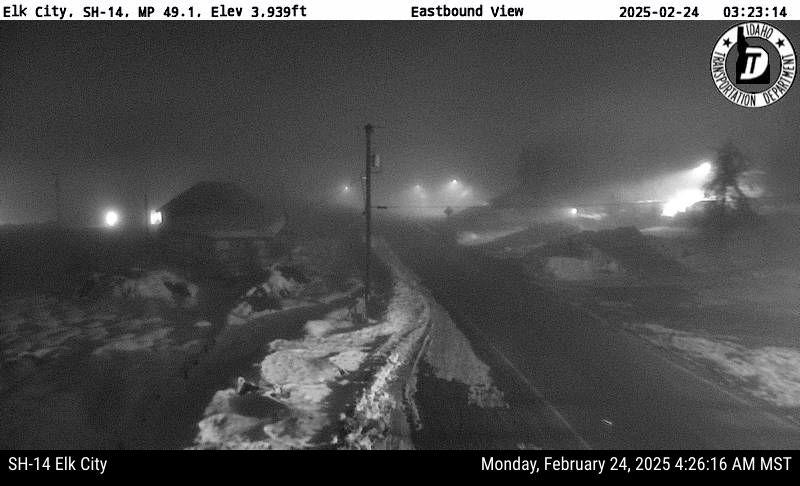 Elk City, SH-14, MP 49.1, Elev 3,939ft Eastbound View 2025-02-24 03:23:14
IDAHO
TRANSPORTATION DEPARTMENT
SH-14 Elk City Monday, February 24, 2025 4:26:16 AM MST